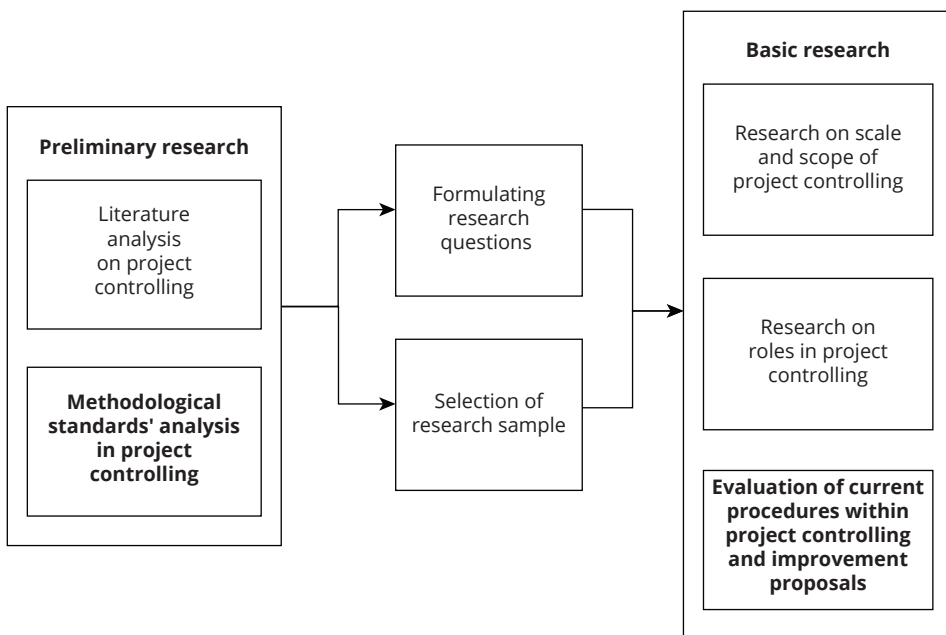 Preliminary research
Literature
analysis
on project
controlling
Methodological
standards' analysis
in project
controlling
Formulating
research
questions
Selection of
research sample
Basic research
Research on scale
and scope of
project controlling
Research on
roles in project
controlling
Evaluation of current
procedures within
project controlling
and improvement
proposals